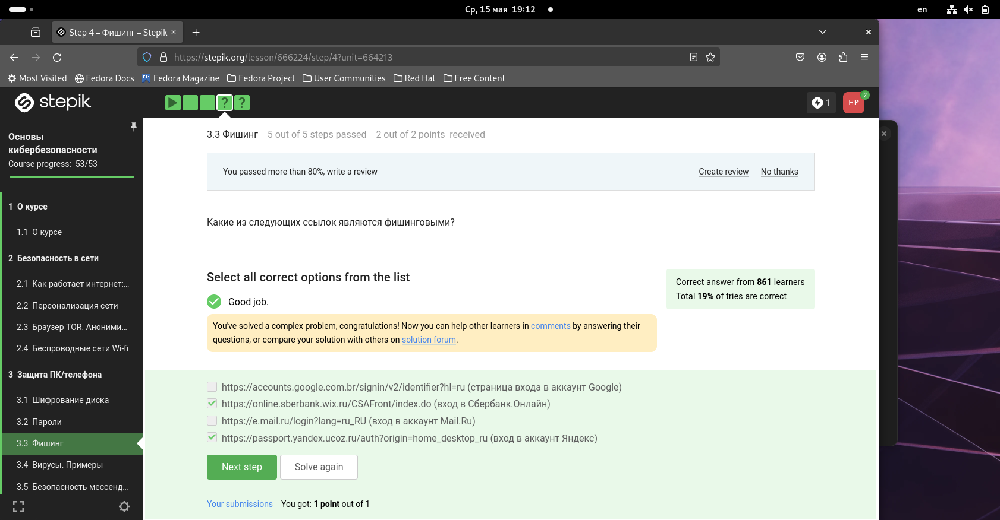 Ср, 15 мая 19:12
en
Step 4 – Фишинг – Stepik
https://stepik.org/lesson/666224/step/4?unit=664213
Most Visited
Fedora Docs
Fedora Magazine
Fedora Project
User Communities
Red Hat
Free Content
stepik
?
?
1
HP
2
Основы
кибербезопасности
Course progress: 53/53
1 О курсе
1.1 О курсе
2 Безопасность в сети
2.1 Как работает интернет:...
2.2 Персонализация сети
2.3 Браузер TOR. Аноними...
2.4 Беспроводные сети Wi-fi
3 Защита ПК/телефона
3.1 Шифрование диска
3.2 Пароли
3.3 Фишинг
3.4 Вирусы. Примеры
3.5 Безопасность мессенд...
3.3 Фишинг 5 out of 5 steps passed 2 out of 2 points received
You passed more than 80%, write a review
Create review
No thanks
Какие из следующих ссылок являются фишинговыми?
Select all correct options from the list
Good job.
Correct answer from 861 learners
Total 19% of tries are correct
You've solved a complex problem, congratulations! Now you can help other learners in comments by answering their
questions, or compare your solution with others on solution forum.
https://accounts.google.com.br/signin/v2/identifier?hl=ru (страница входа в аккаунт Google)
https://online.sberbank.wix.ru/CSAFront/index.do (вход в Сбербанк.Онлайн)
https://e.mail.ru/login?lang=ru_RU (вход в аккаунт Mail.Ru)
https://passport.yandex.ucoz.ru/auth?origin=home_desktop_ru (вход в аккаунт Яндекс)
Next step
Solve again
Your submissions
You got: 1 point out of 1